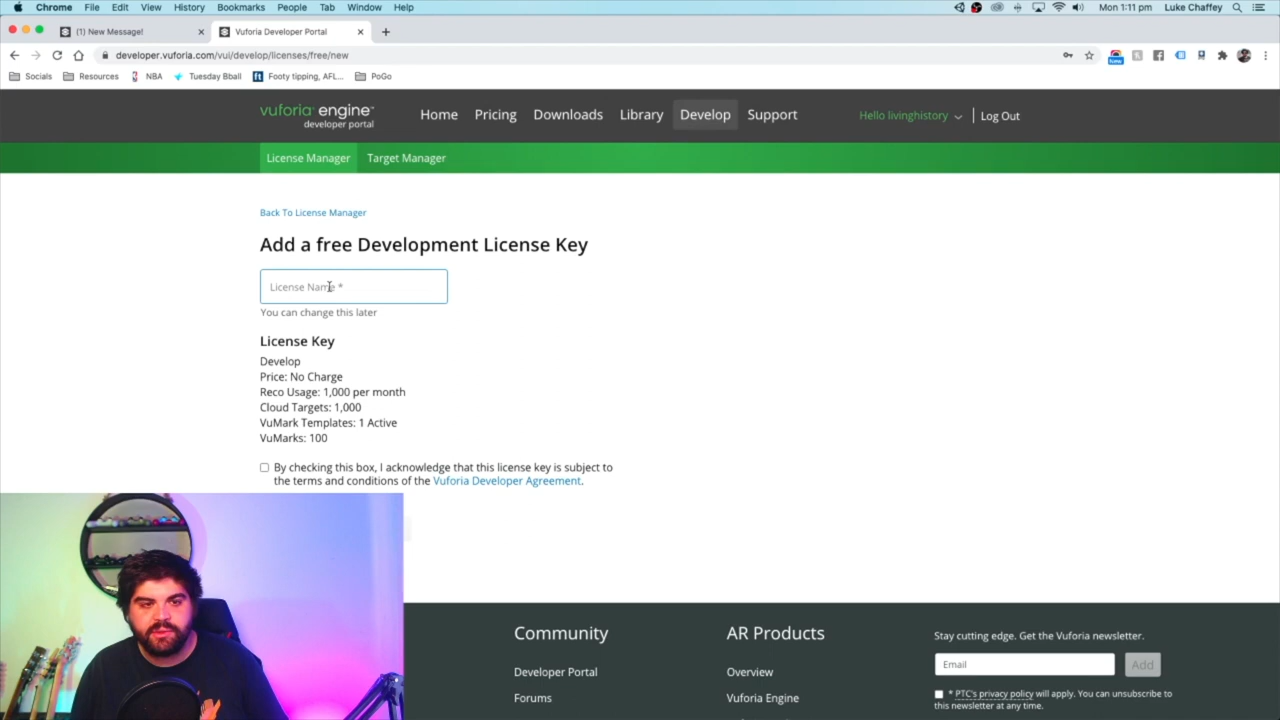 Chrome File Edit View History Bookmarks People Tab Window Help
Mon 1:11 pm Luke Chaffey
(1) New Message!
Vuforia Developer Portal
developer.vuforia.com/vui/develop/licenses/free/new
New
Socials Resources NBA Tuesday Bball Footy tipping, AFL... PoGo
vuforia engine™
developer portal
Home Pricing Downloads Library Develop Support
Hello livinghistory Log Out
License Manager Target Manager
Back To License Manager
Add a free Development License Key
License Name *
You can change this later
License Key
Develop
Price: No Charge
Reco Usage: 1,000 per month
Cloud Targets: 1,000
VuMark Templates: 1 Active
VuMarks: 100
By checking this box, I acknowledge that this license key is subject to
the terms and conditions of the Vuforia Developer Agreement.
Community
Developer Portal
Forums
AR Products
Overview
Vuforia Engine
Stay cutting edge. Get the Vuforia newsletter.
Email Add
* PTC's privacy policy will apply. You can unsubscribe to
this newsletter at any time.